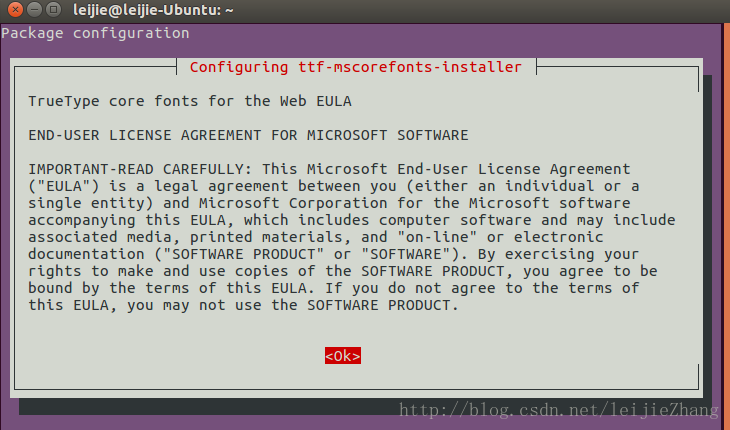 leijie@leijie-Ubuntu: ~
Package configuration
Configuring ttf-mscorefonts-installer
TrueType core fonts for the Web EULA
END-USER LICENSE AGREEMENT FOR MICROSOFT SOFTWARE
IMPORTANT-READ CAREFULLY: This Microsoft End-User License Agreement
("EULA") is a legal agreement between you (either an individual or a
single entity) and Microsoft Corporation for the Microsoft software
accompanying this EULA, which includes computer software and may include
associated media, printed materials, and "on-line" or electronic
documentation ("SOFTWARE PRODUCT" or "SOFTWARE"). By exercising your
rights to make and use copies of the SOFTWARE PRODUCT, you agree to be
bound by the terms of this EULA. If you do not agree to the terms of
this EULA, you may not use the SOFTWARE PRODUCT.
<Ok>
http://blog.csdn.net/leijieZhang